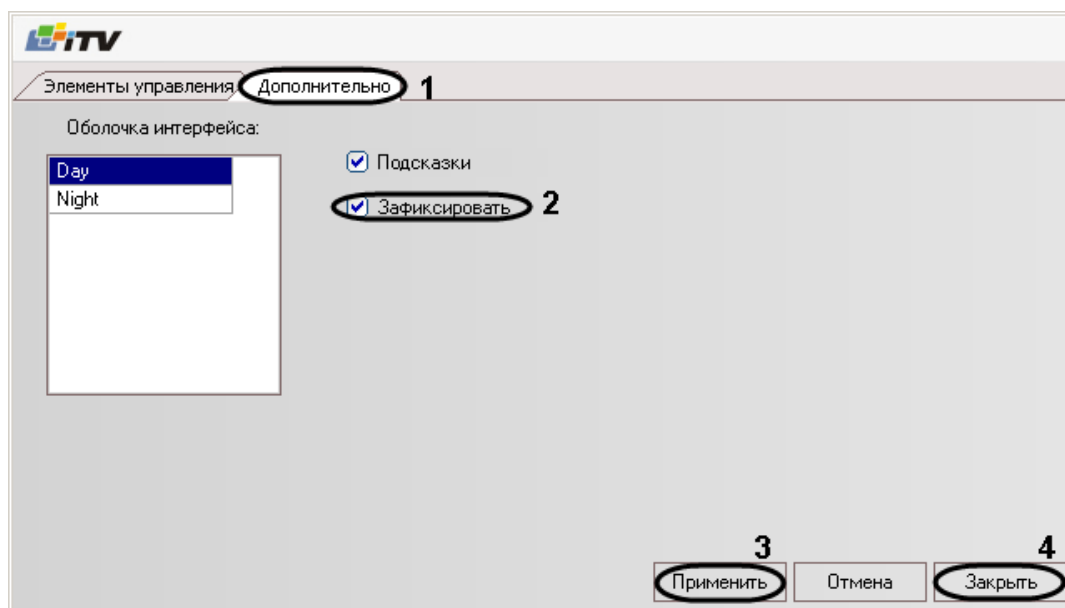 iTV
Элементы управления Дополнительно 1
Оболочка интерфейса:
Day
Night
Подсказки
Зафиксировать 2
3 4
Применить Отмена Закрыть